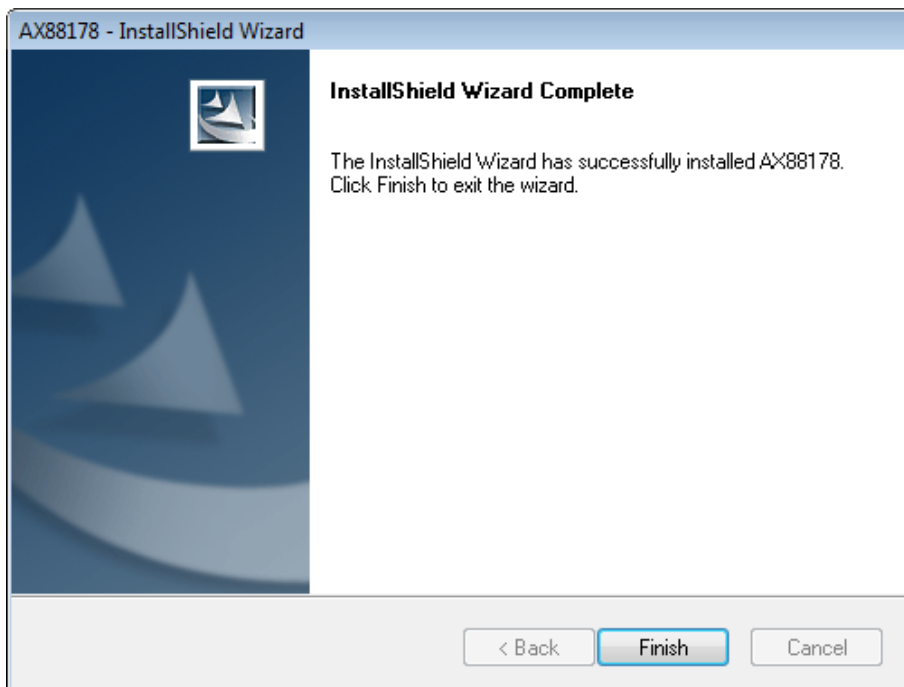 AX88178 - InstallShield Wizard
InstallShield Wizard Complete
The InstallShield Wizard has successfully installed AX88178.
Click Finish to exit the wizard.
< Back
Finish
Cancel